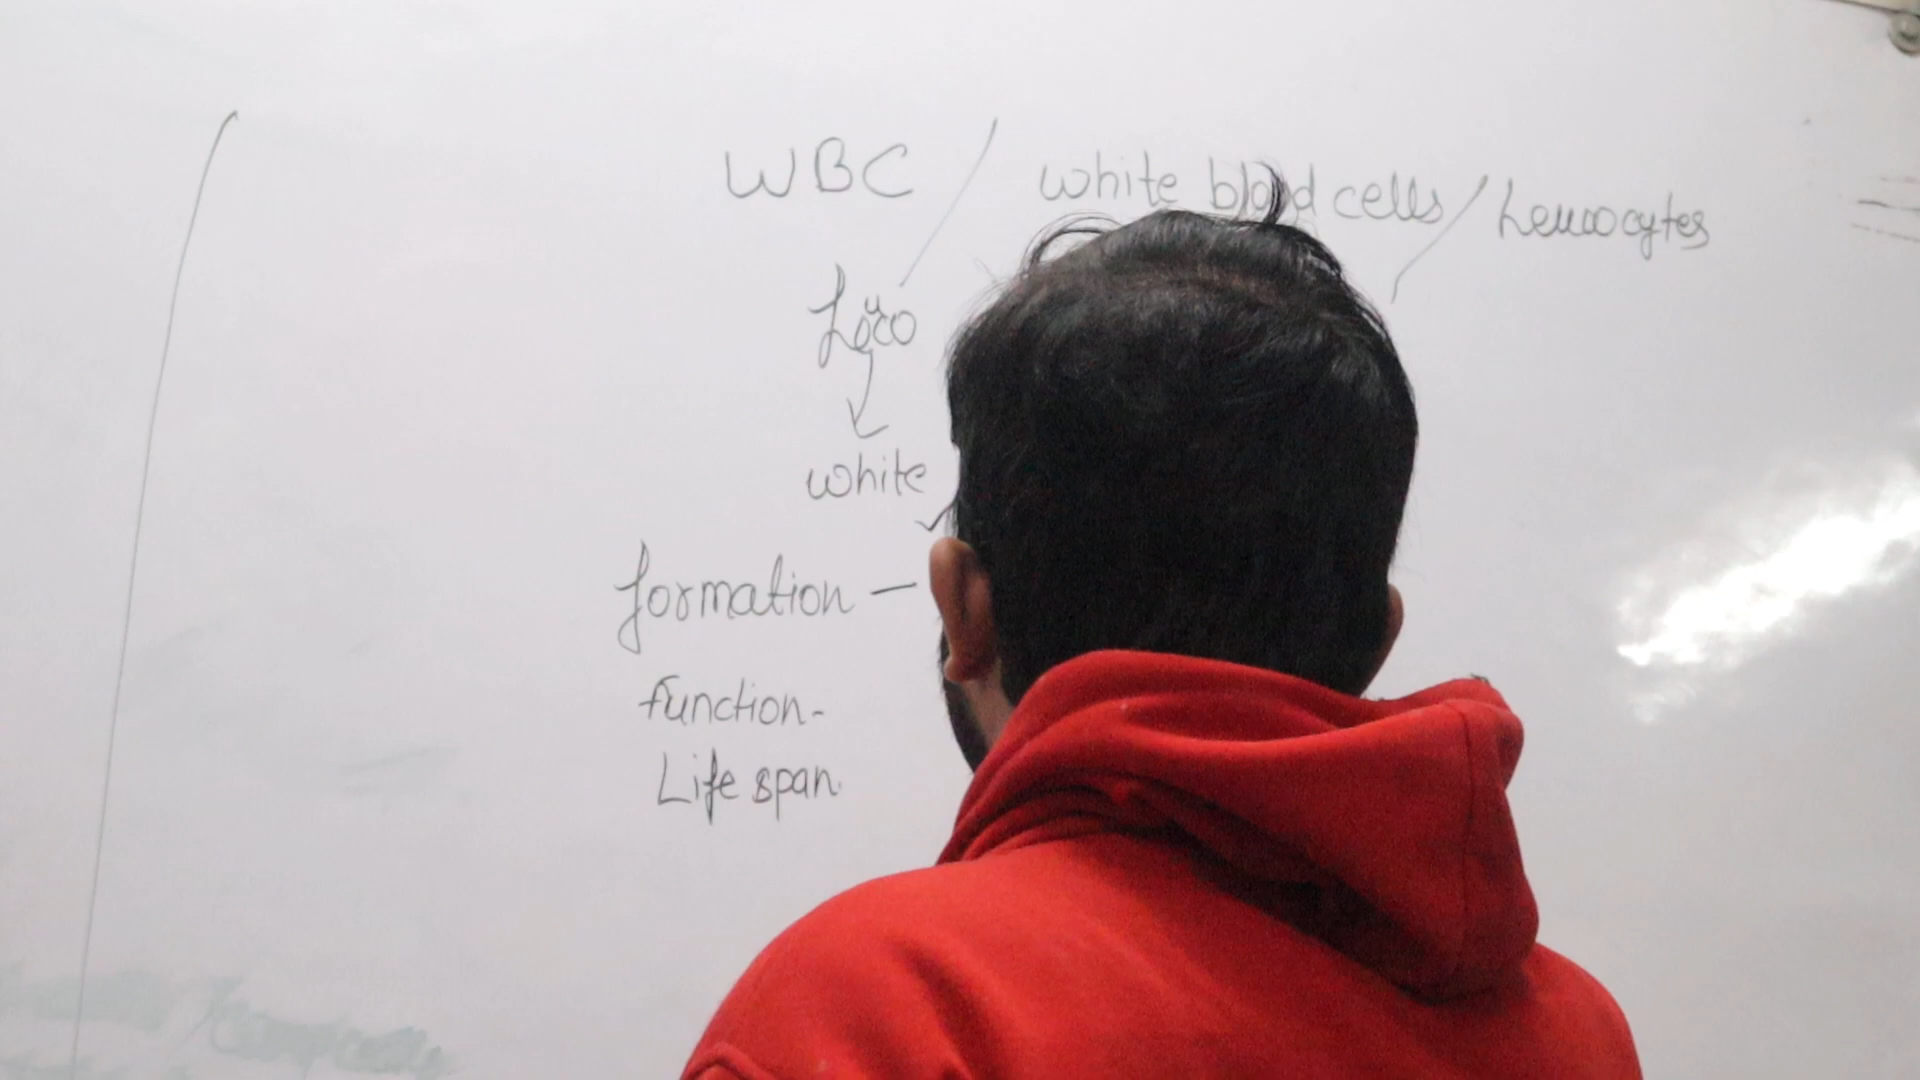 WBC / white blood cells / Leucocytes
Leuco
white
formation –
function-
Life span.